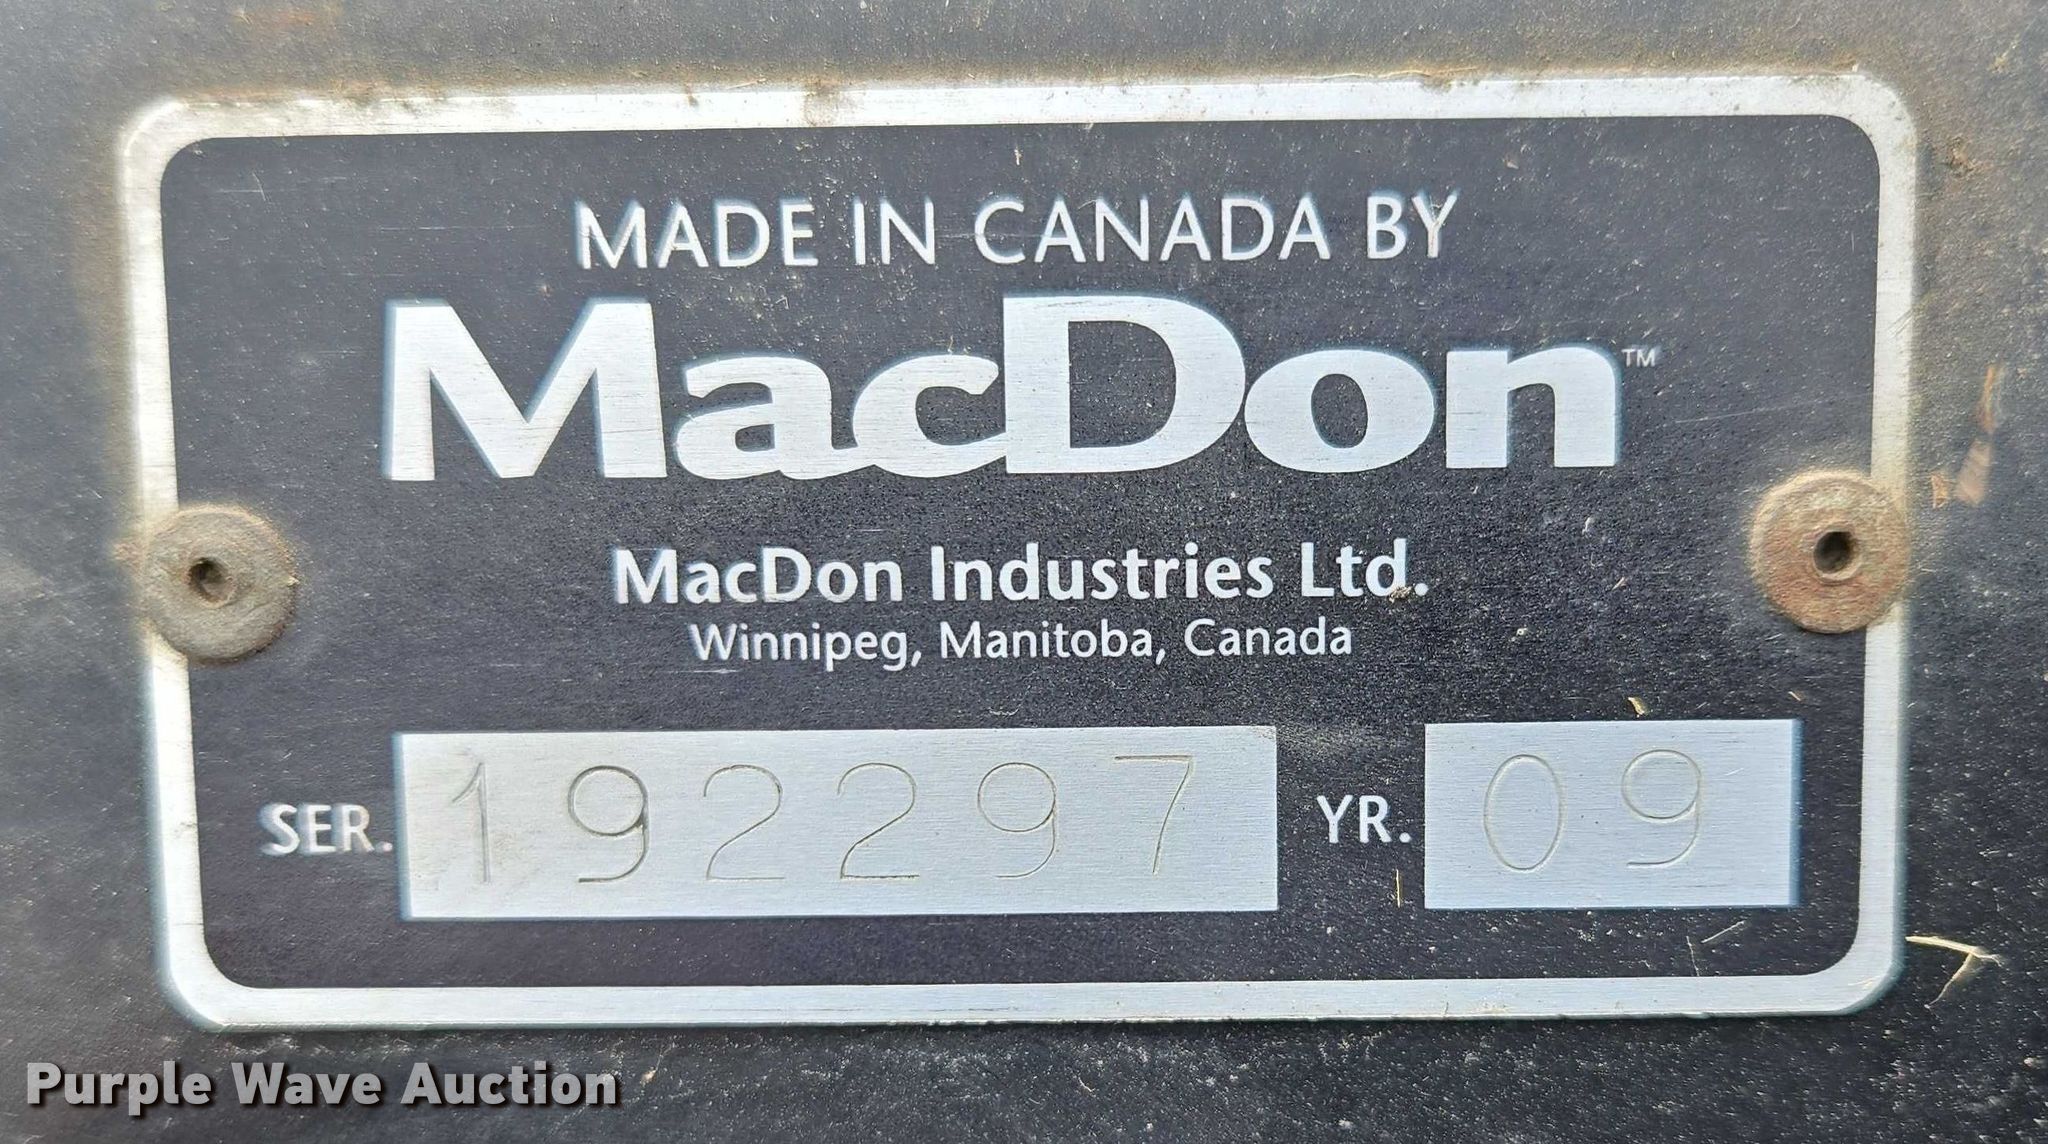 MADE IN CANADA BY
MacDon™
MacDon Industries Ltd.
Winnipeg, Manitoba, Canada
SER. 192297 YR. 09
Purple Wave Auction